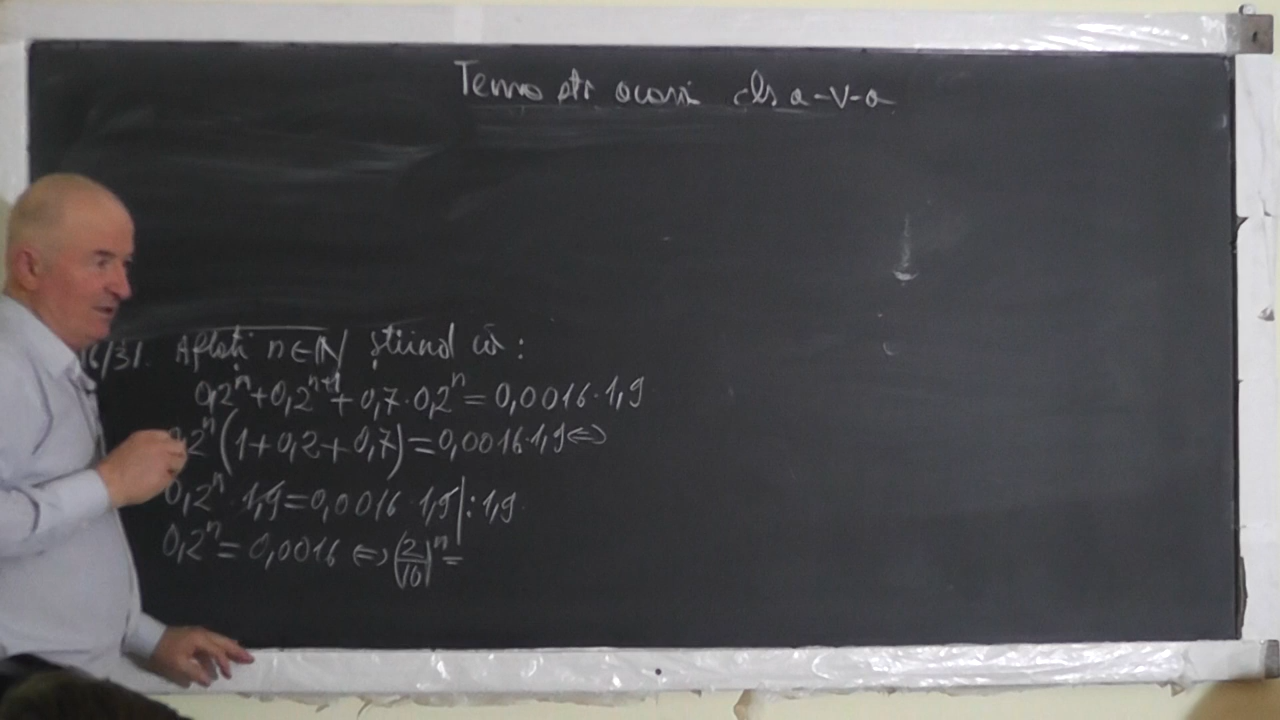 Tema ptr acasă cls a-V-a
6/31. Aflați n∈ℕ știind că:
0,2ⁿ+0,2ⁿ⁺¹+0,7·0,2ⁿ=0,0016·1,9
0,2ⁿ(1+0,2+0,7)=0,0016·1,9⇔
0,2ⁿ·1,9=0,0016·1,9|:1,9
0,2ⁿ=0,0016⇔(2/10)ⁿ=